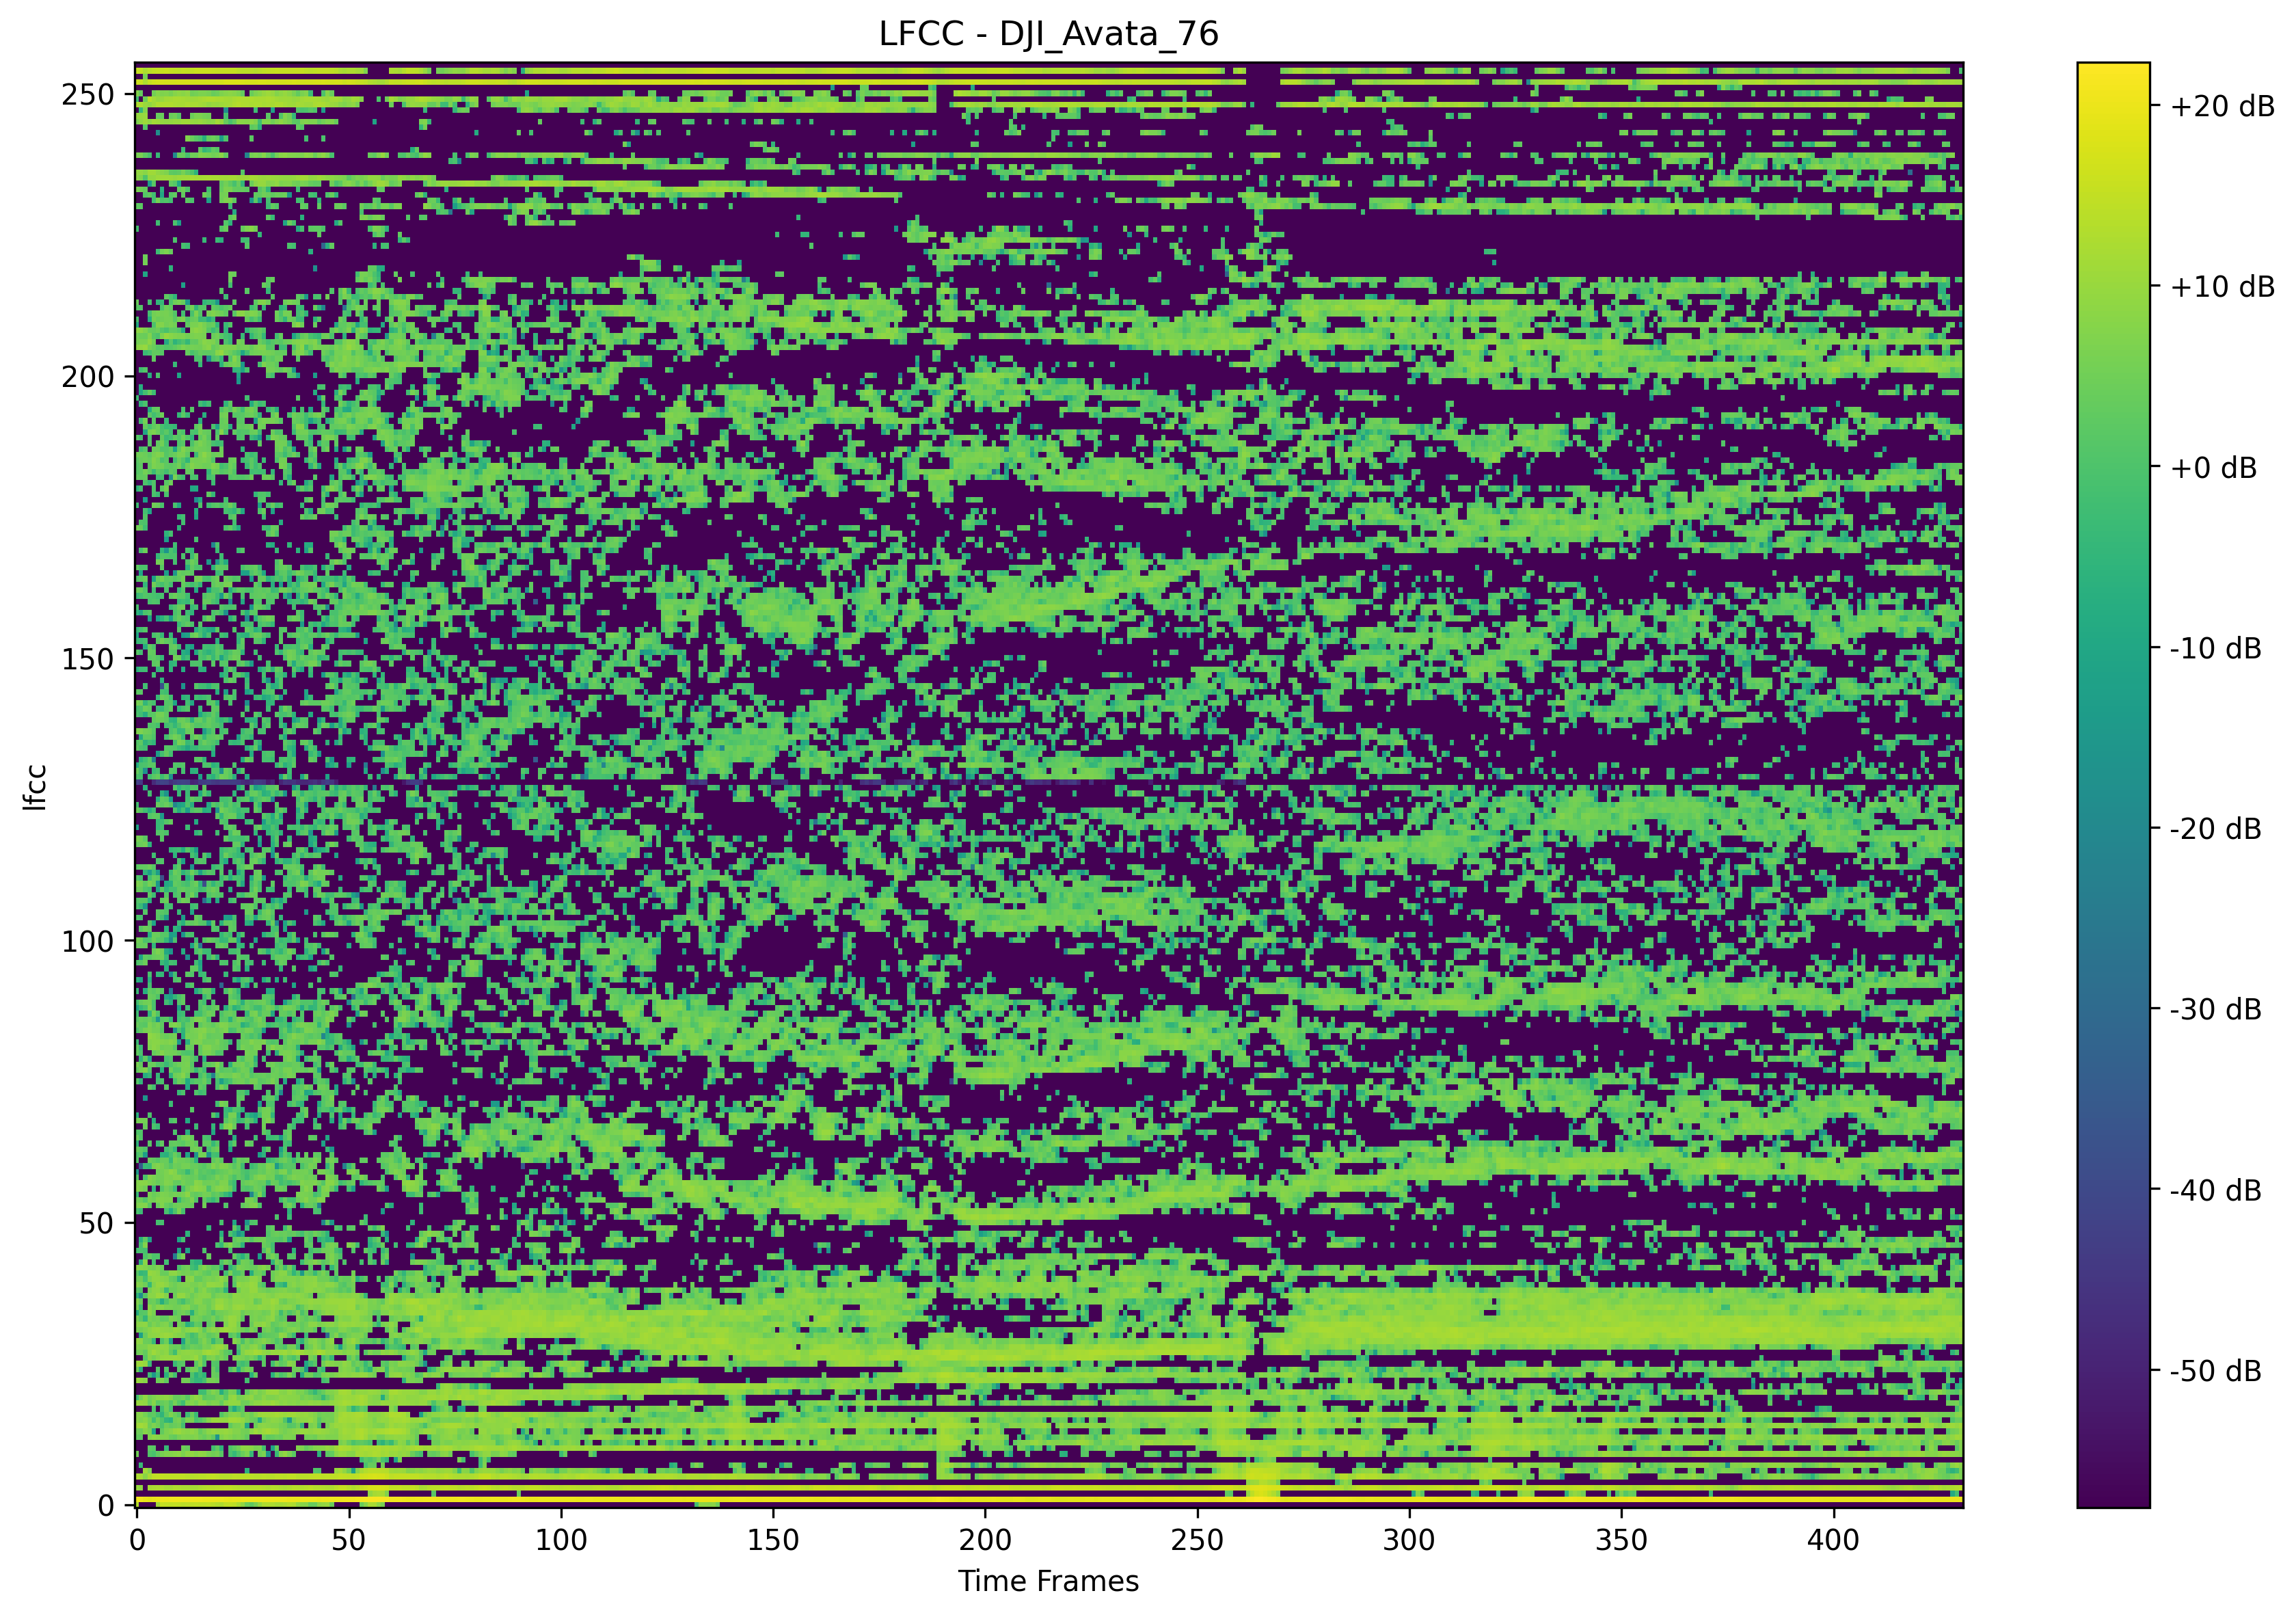 LFCC - DJI_Avata_76
250
200
150
100
50
0
lfcc
0 50 100 150 200 250 300 350 400
Time Frames
+20 dB
+10 dB
+0 dB
-10 dB
-20 dB
-30 dB
-40 dB
-50 dB